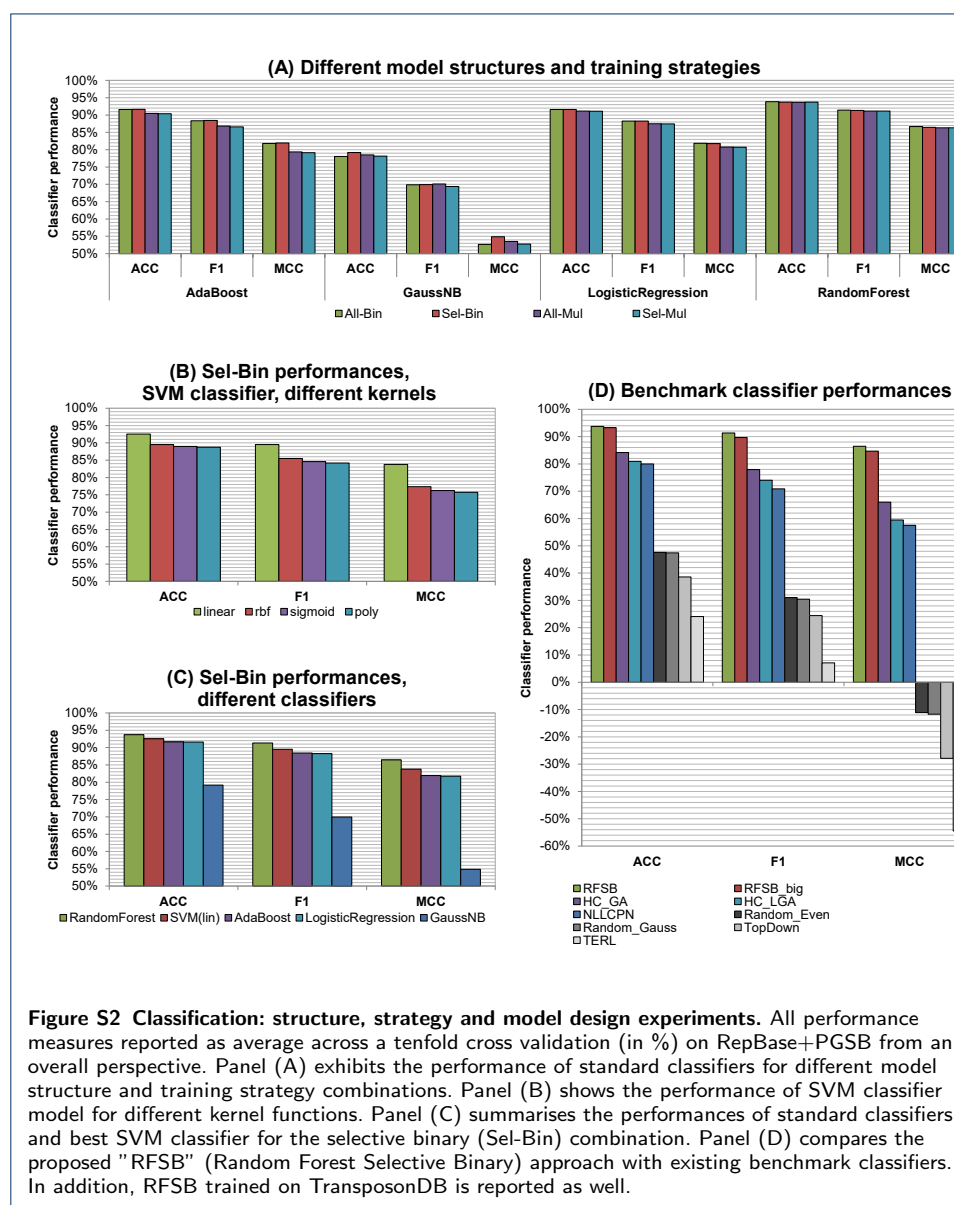 (A) Different model structures and training strategies
100%
95%
90%
85%
80%
75%
70%
65%
60%
55%
50%
Classifier performance
ACC F1 MCC ACC F1 MCC ACC F1 MCC ACC F1 MCC
AdaBoost GaussNB LogisticRegression RandomForest
All-Bin Sel-Bin All-Mul Sel-Mul
(B) Sel-Bin performances,
SVM classifier, different kernels
100%
95%
90%
85%
80%
75%
70%
65%
60%
55%
50%
Classifier performance
ACC F1 MCC
linear rbf sigmoid poly
(C) Sel-Bin performances,
different classifiers
100%
95%
90%
85%
80%
75%
70%
65%
60%
55%
50%
Classifier performance
ACC F1 MCC
RandomForest SVM(lin) AdaBoost LogisticRegression GaussNB
(D) Benchmark classifier performances
100%
90%
80%
70%
60%
50%
40%
30%
20%
10%
0%
-10%
-20%
-30%
-40%
-50%
-60%
Classifier performance
ACC F1 MCC
RFSB RFSB_big
HC_GA HC_LGA
NLLCPN Random_Even
Random_Gauss TopDown
TERL
Figure S2 Classification: structure, strategy and model design experiments. All performance
measures reported as average across a tenfold cross validation (in %) on RepBase+PGSB from an
overall perspective. Panel (A) exhibits the performance of standard classifiers for different model
structure and training strategy combinations. Panel (B) shows the performance of SVM classifier
model for different kernel functions. Panel (C) summarises the performances of standard classifiers
and best SVM classifier for the selective binary (Sel-Bin) combination. Panel (D) compares the
proposed "RFSB" (Random Forest Selective Binary) approach with existing benchmark classifiers.
In addition, RFSB trained on TransposonDB is reported as well.